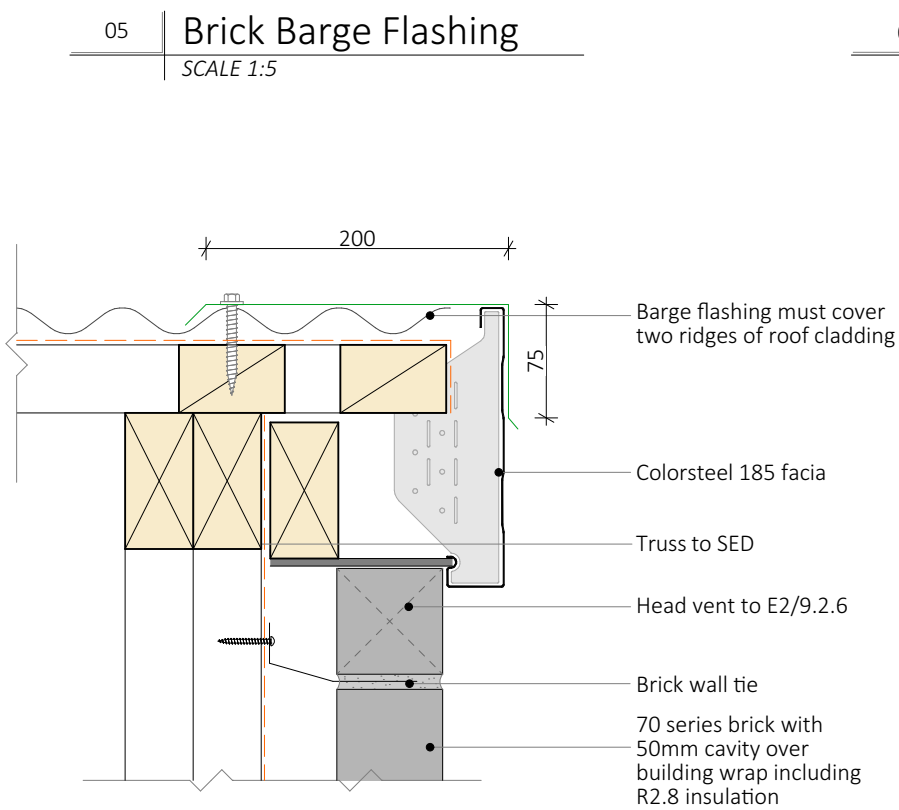 05
Brick Barge Flashing
SCALE 1:5
200
75
Barge flashing must cover
two ridges of roof cladding
Colorsteel 185 facia
Truss to SED
Head vent to E2/9.2.6
Brick wall tie
70 series brick with
50mm cavity over
building wrap including
R2.8 insulation